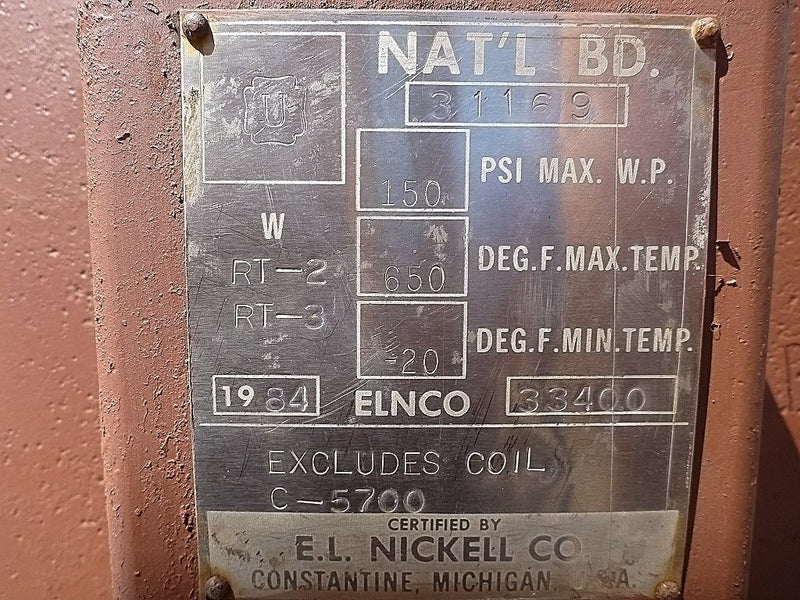 NAT'L BD.
U
31169
150 PSI MAX. W.P.
W
RT-2
650 DEG.F.MAX.TEMP.
RT-3
-20 DEG.F.MIN.TEMP.
1984 ELNCO 33400
EXCLUDES COIL
C-5700
CERTIFIED BY
E.L. NICKELL CO.
CONSTANTINE, MICHIGAN, U.S.A.